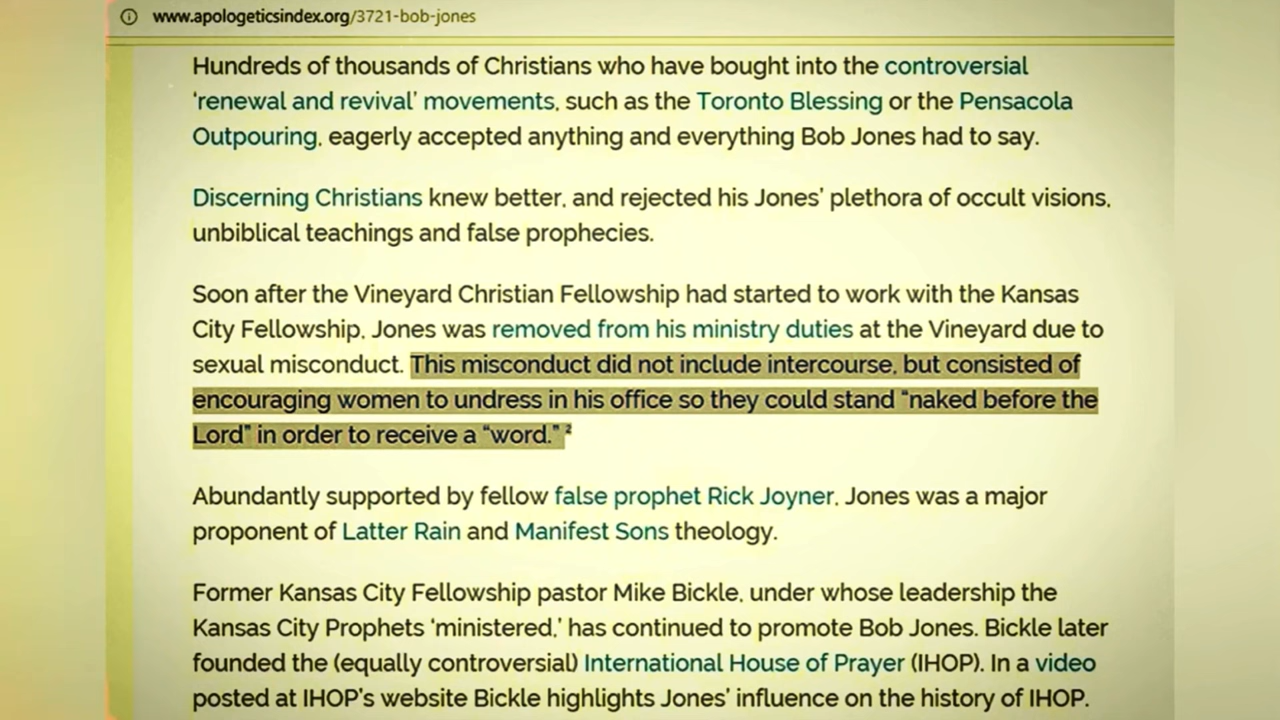 www.apologeticsindex.org/3721-bob-jones
Hundreds of thousands of Christians who have bought into the controversial
‘renewal and revival’ movements, such as the Toronto Blessing or the Pensacola
Outpouring, eagerly accepted anything and everything Bob Jones had to say.
Discerning Christians knew better, and rejected his Jones’ plethora of occult visions,
unbiblical teachings and false prophecies.
Soon after the Vineyard Christian Fellowship had started to work with the Kansas
City Fellowship, Jones was removed from his ministry duties at the Vineyard due to
sexual misconduct. This misconduct did not include intercourse, but consisted of
encouraging women to undress in his office so they could stand “naked before the
Lord” in order to receive a “word.” ²
Abundantly supported by fellow false prophet Rick Joyner, Jones was a major
proponent of Latter Rain and Manifest Sons theology.
Former Kansas City Fellowship pastor Mike Bickle, under whose leadership the
Kansas City Prophets ‘ministered,’ has continued to promote Bob Jones. Bickle later
founded the (equally controversial) International House of Prayer (IHOP). In a video
posted at IHOP’s website Bickle highlights Jones’ influence on the history of IHOP.